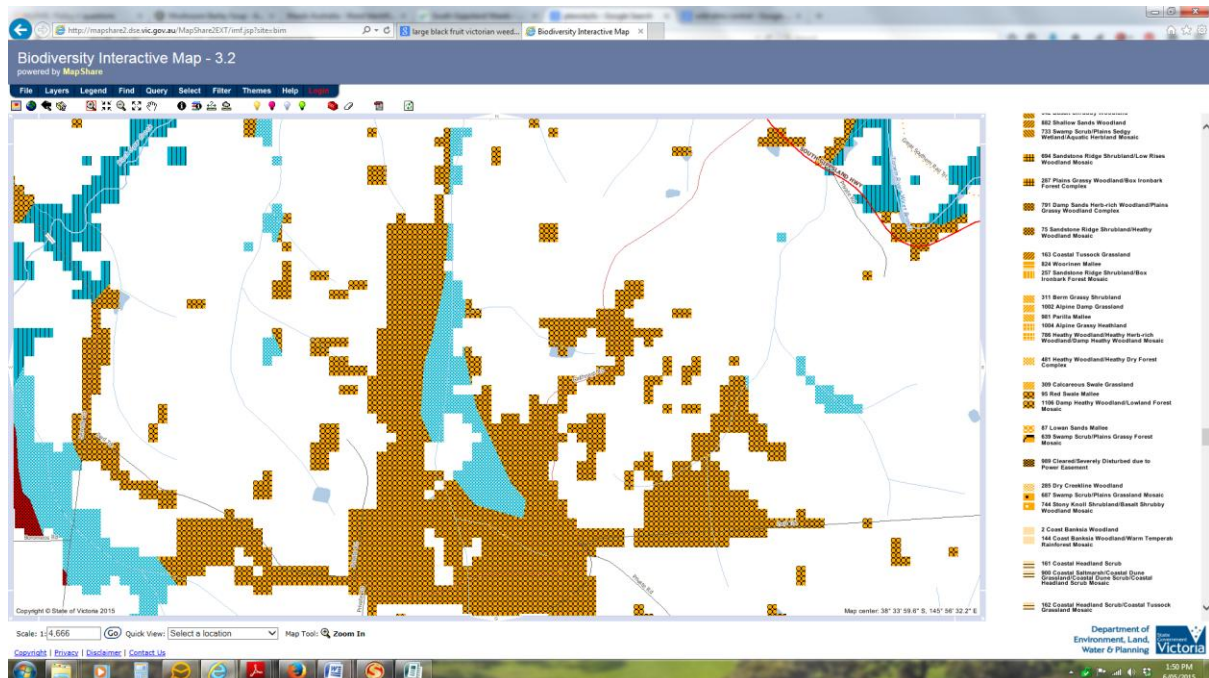 http://mapshare2.dse.vic.gov.au/MapShare2EXT/imf.jsp?site=bim
large black fruit victorian weed...
Biodiversity Interactive Map
Biodiversity Interactive Map - 3.2
powered by MapShare
File Layers Legend Find Query Select Filter Themes Help Login
SOUTH GIPPSLAND HWY
882 Shallow Sands Woodland
733 Swamp Scrub/Plains Sedgy
Wetland/Aquatic Herbland Mosaic
694 Sandstone Ridge Shrubland/Low Rises
Woodland Mosaic
287 Plains Grassy Woodland/Box Ironbark
Forest Complex
791 Damp Sands Herb-rich Woodland/Plains
Grassy Woodland Complex
75 Sandstone Ridge Shrubland/Heathy
Woodland Mosaic
163 Coastal Tussock Grassland
824 Woorinen Mallee
257 Sandstone Ridge Shrubland/Box
Ironbark Forest Mosaic
311 Berm Grassy Shrubland
1002 Alpine Damp Grassland
981 Parilla Mallee
1004 Alpine Grassy Heathland
786 Heathy Woodland/Heathy Herb-rich
Woodland/Damp Heathy Woodland Mosaic
481 Heathy Woodland/Heathy Dry Forest
Complex
309 Calcareous Swale Grassland
95 Red Swale Mallee
1106 Damp Heathy Woodland/Lowland Forest
Mosaic
87 Lowan Sands Mallee
639 Swamp Scrub/Plains Grassy Forest
Mosaic
989 Cleared/Severely Disturbed due to
Power Easement
285 Dry Creekline Woodland
687 Swamp Scrub/Plains Grassland Mosaic
744 Stony Knoll Shrubland/Basalt Shrubby
Woodland Mosaic
2 Coast Banksia Woodland
144 Coast Banksia Woodland/Warm Temperate
Rainforest Mosaic
161 Coastal Headland Scrub
900 Coastal Saltmarsh/Coastal Dune
Grassland/Coastal Dune Scrub/Coastal
Headland Scrub Mosaic
162 Coastal Headland Scrub/Coastal Tussock
Grassland Mosaic
Copyright © State of Victoria 2015
Map center: 38° 33' 59.6" S, 145° 56' 32.2" E
Scale: 1: 4,666 Go Quick View: Select a location Map Tool: Zoom In
Copyright | Privacy | Disclaimer | Contact Us
Department of
Environment, Land,
Water & Planning
State Government
Victoria
1:50 PM
6/05/2015